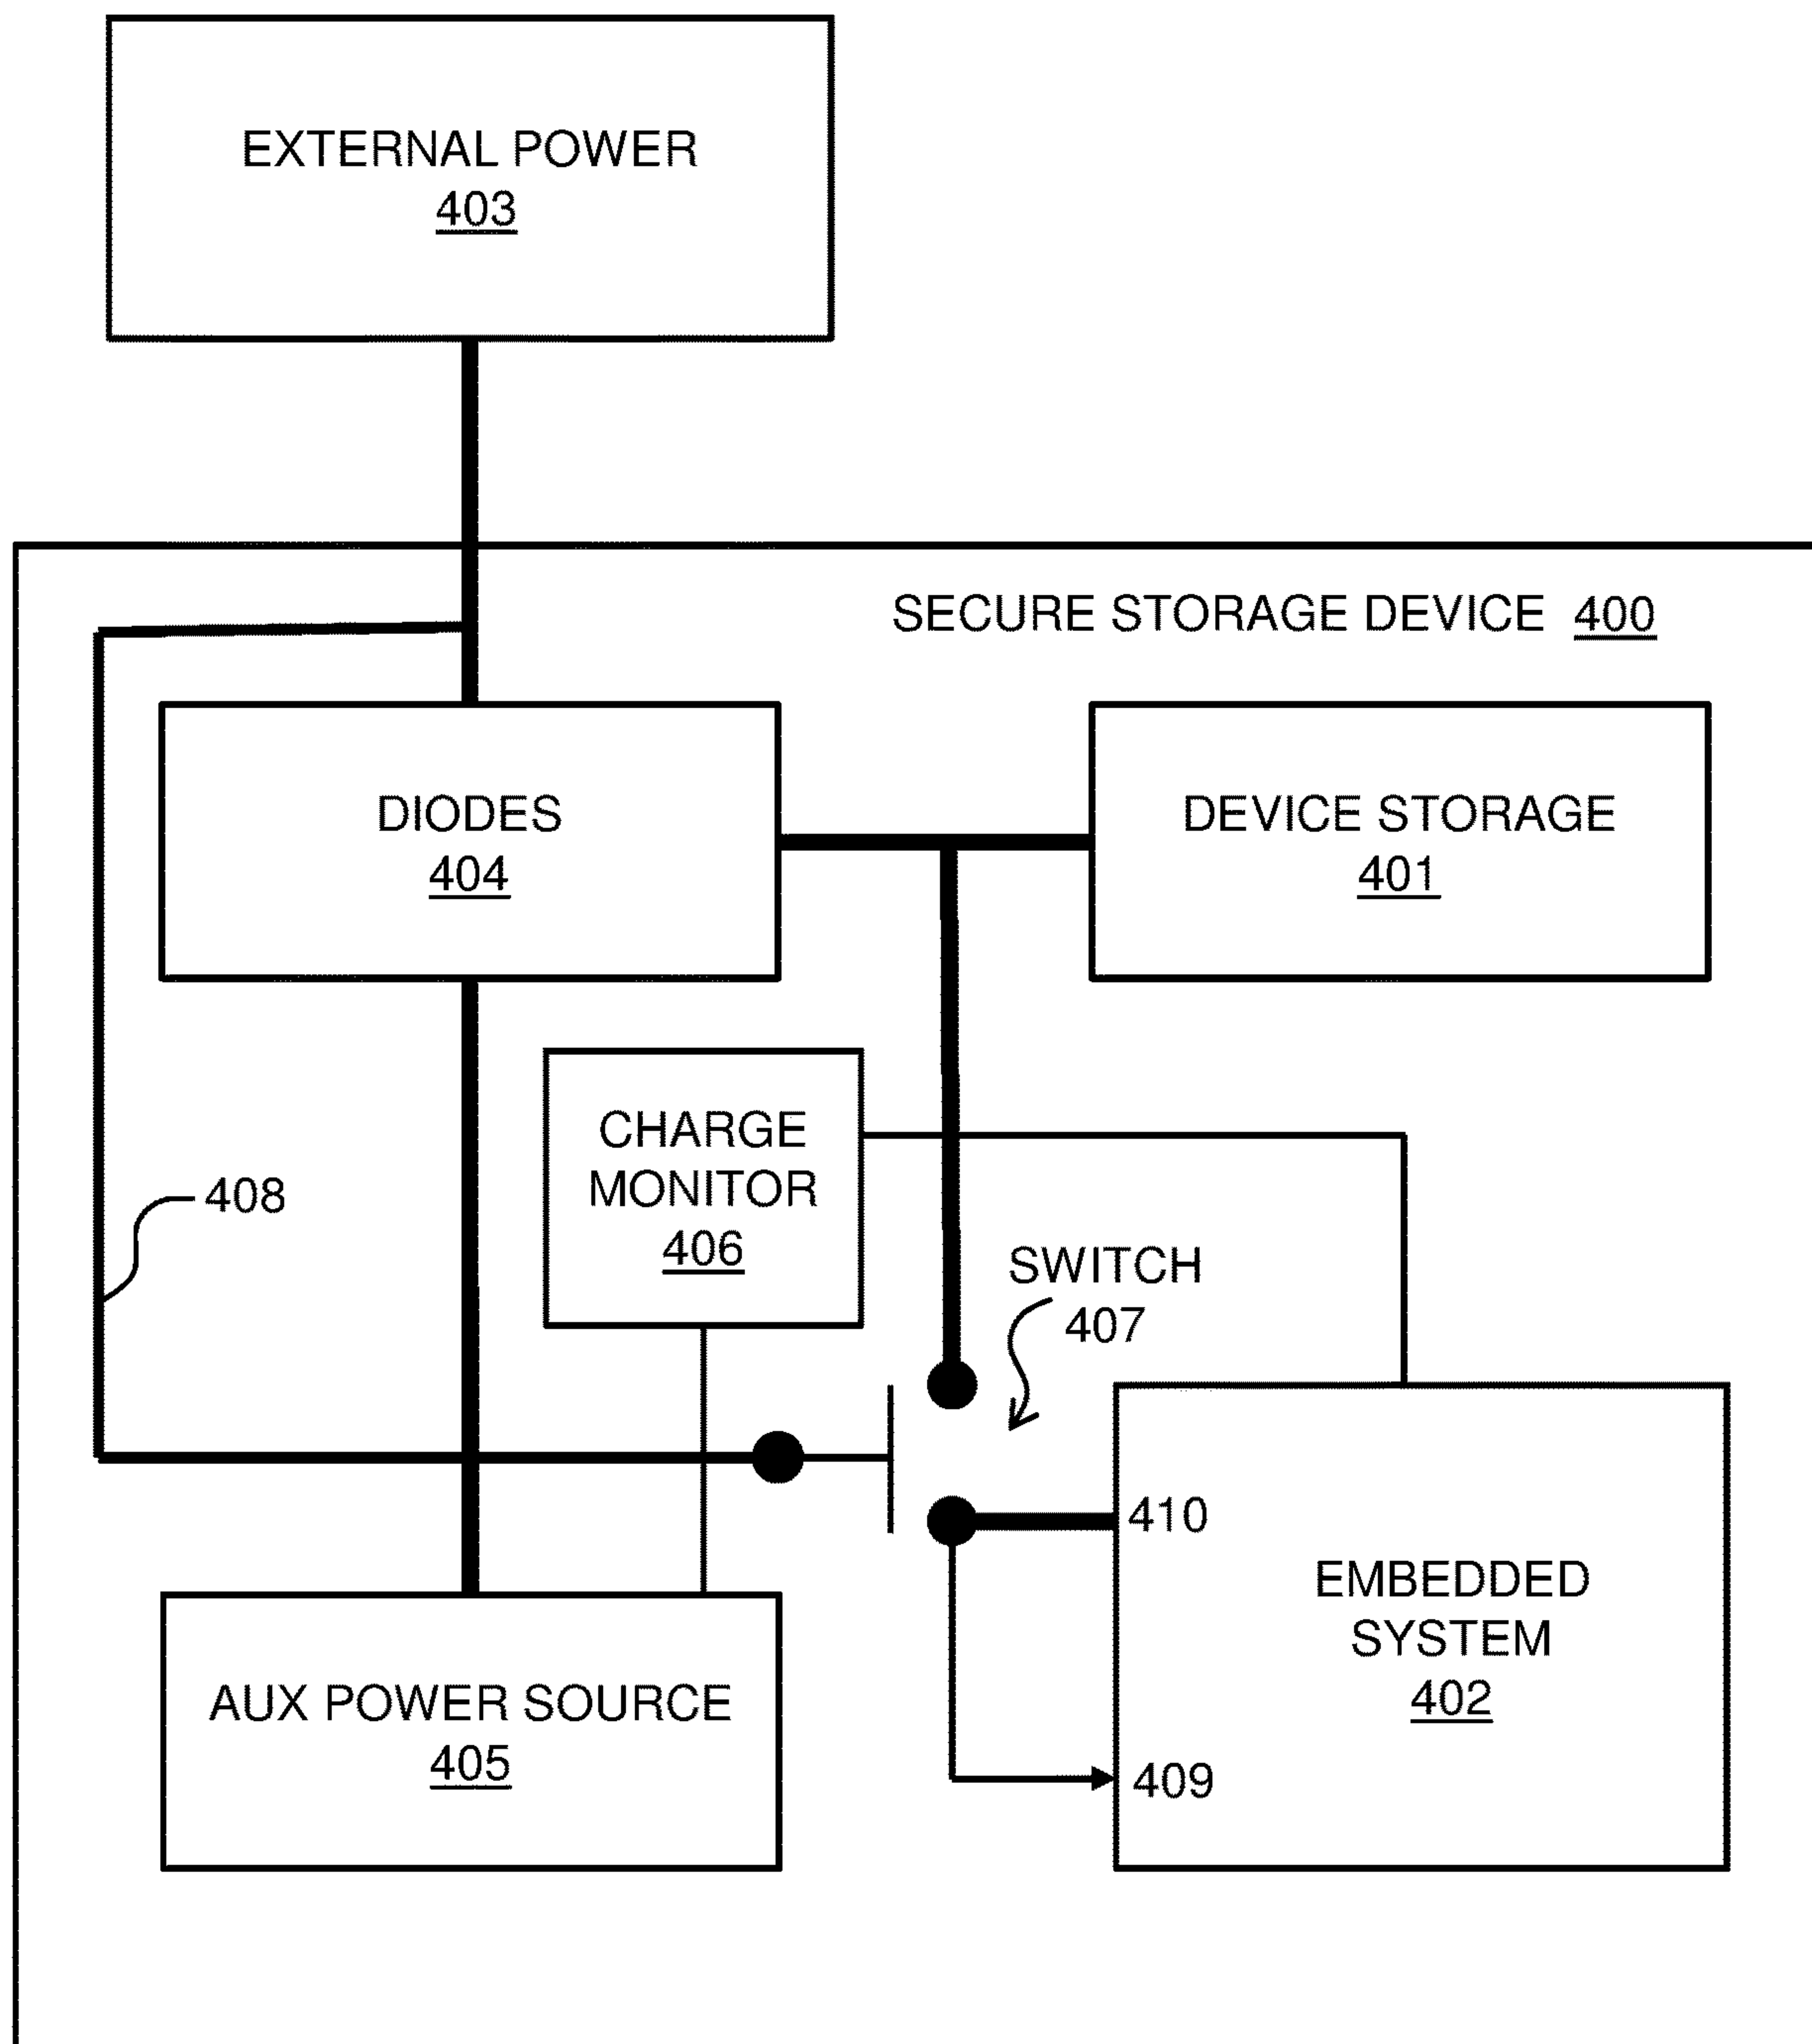 EXTERNAL POWER
403
SECURE STORAGE DEVICE 400
DIODES
404
DEVICE STORAGE
401
CHARGE
MONITOR
406
408
SWITCH
407
410
EMBEDDED
SYSTEM
402
AUX POWER SOURCE
405
409